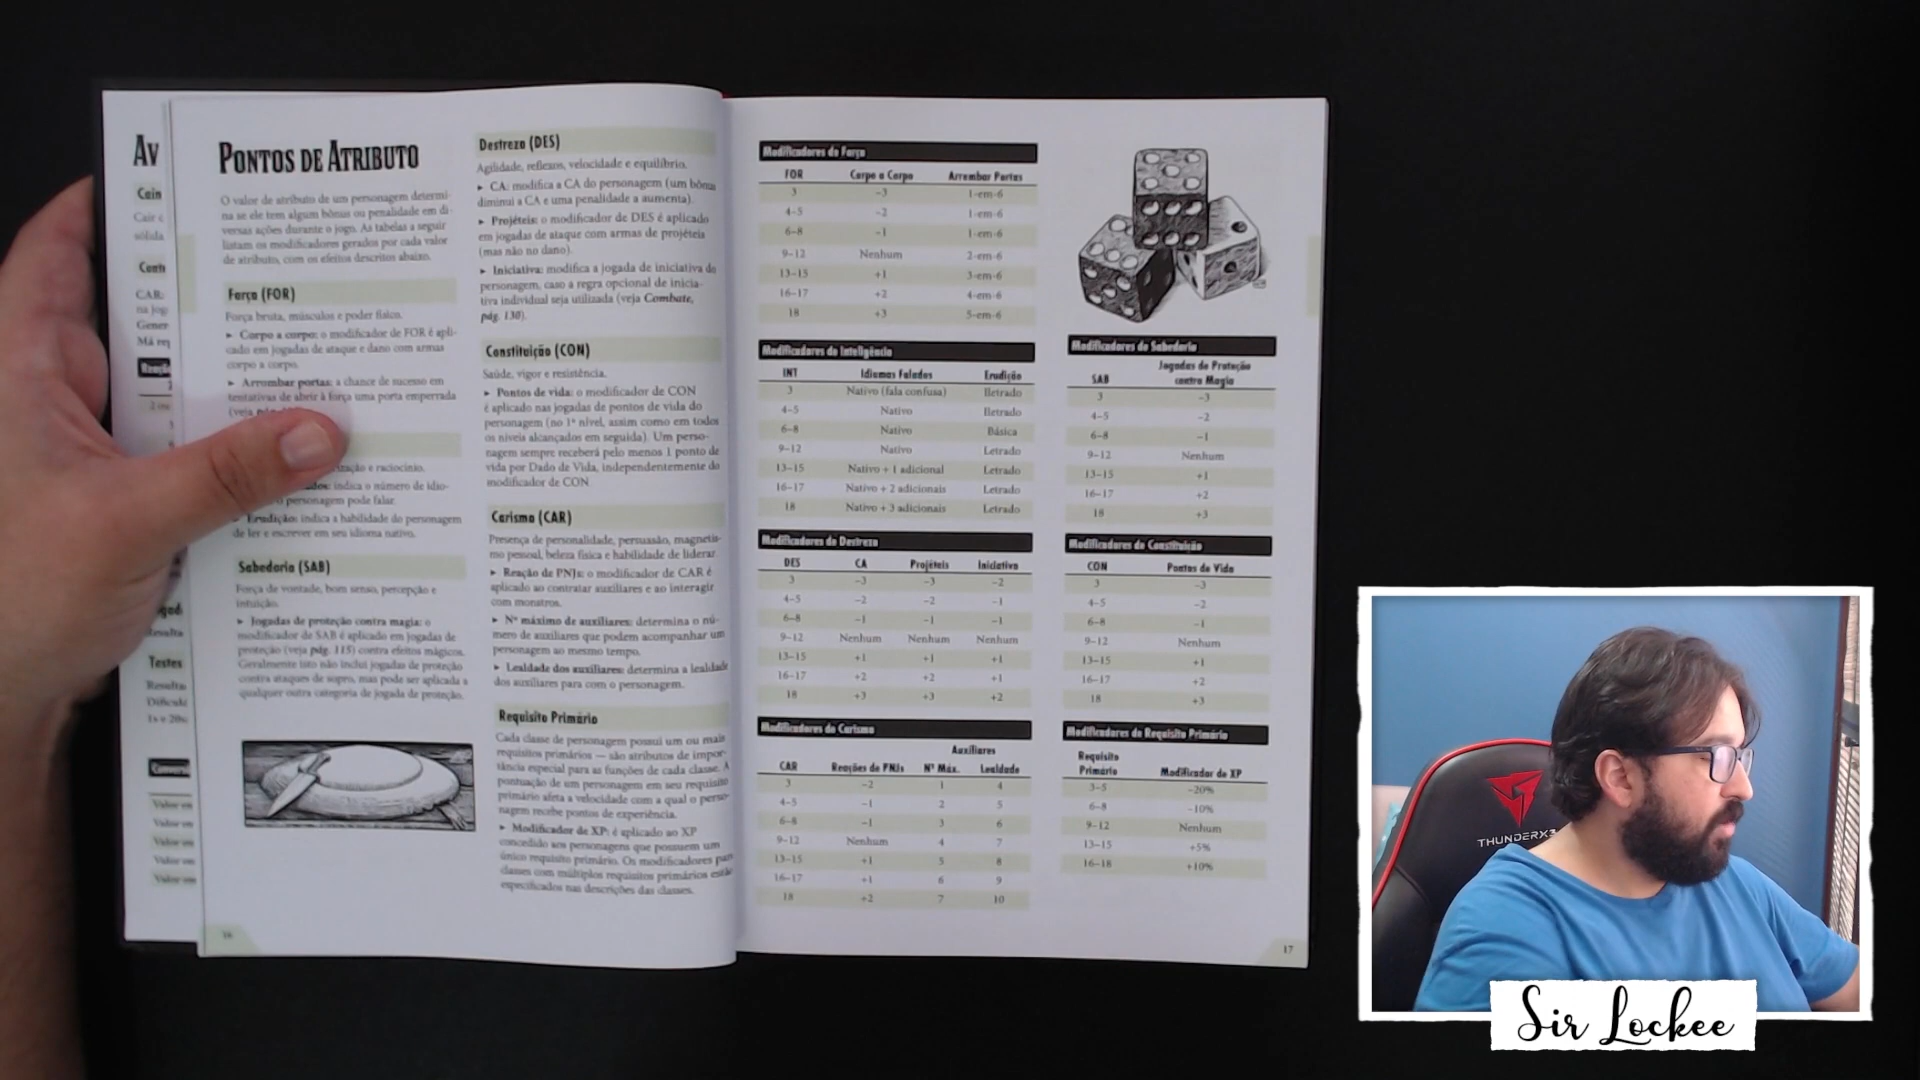 Av
Cair c
sólida
CAR:
na jog
Gener
Má rep
Testes
Pontos de Atributo
O valor de atributo de um personagem determi-
na se ele tem algum bônus ou penalidade em di-
versas ações durante o jogo. As tabelas a seguir
listam os modificadores gerados por cada valor
de atributo, com os efeitos descritos abaixo.
Força (FOR)
Força bruta, músculos e poder físico.
► Corpo a corpo: o modificador de FOR é apli-
cado em jogadas de ataque e dano com armas
corpo a corpo.
► Arrombar portas: a chance de sucesso em
tentativas de abrir à força uma porta emperrada
(veja
e raciocínio.
indica o número de idio-
personagem pode falar.
► Erudição: indica a habilidade do personagem
de ler e escrever em seu idioma nativo.
Sabedoria (SAB)
Força de vontade, bom senso, percepção e
intuição.
► Jogadas de proteção contra magia: o
modificador de SAB é aplicado em jogadas de
proteção (veja pág. 115) contra efeitos mágicos.
Geralmente isto não inclui jogadas de proteção
contra ataques de sopro, mas pode ser aplicada a
qualquer outra categoria de jogada de proteção.
16
Destreza (DES)
Agilidade, reflexos, velocidade e equilíbrio.
► CA: modifica a CA do personagem (um bônus
diminui a CA e uma penalidade a aumenta).
► Projéteis: o modificador de DES é aplicado
em jogadas de ataque com armas de projéteis
(mas não no dano).
► Iniciativa: modifica a jogada de iniciativa do
personagem, caso a regra opcional de inicia-
tiva individual seja utilizada (veja Combate,
pág. 130).
Constituição (CON)
Saúde, vigor e resistência.
► Pontos de vida: o modificador de CON
é aplicado nas jogadas de pontos de vida do
personagem (no 1º nível, assim como em todos
os níveis alcançados em seguida). Um perso-
nagem sempre receberá pelo menos 1 ponto de
vida por Dado de Vida, independentemente do
modificador de CON
Carisma (CAR)
Presença de personalidade, persuasão, magnetis-
mo pessoal, beleza física e habilidade de liderar.
► Reação de PNJs: o modificador de CAR é
aplicado ao contratar auxiliares e ao interagir
com monstros.
► Nº máximo de auxiliares: determina o nú-
mero de auxiliares que podem acompanhar um
personagem ao mesmo tempo.
► Lealdade dos auxiliares: determina a lealdade
dos auxiliares para com o personagem.
Requisito Primário
Cada classe de personagem possui um ou mais
requisitos primários — são atributos de impor-
tância especial para as funções de cada classe. A
pontuação de um personagem em seu requisito
primário afeta a velocidade com a qual o perso-
nagem recebe pontos de experiência.
► Modificador de XP: é aplicado ao XP
concedido aos personagens que possuem um
único requisito primário. Os modificadores para
classes com múltiplos requisitos primários estão
especificados nas descrições das classes.
Modificadores de Força
FOR Corpo a Corpo Arrombar Portas
3 –3 1-em-6
4–5 –2 1-em-6
6–8 –1 1-em-6
9–12 Nenhum 2-em-6
13–15 +1 3-em-6
16–17 +2 4-em-6
18 +3 5-em-6
Modificadores de Inteligência
INT Idiomas Falados Erudição
3 Nativo (fala confusa) Iletrado
4–5 Nativo Iletrado
6–8 Nativo Básica
9–12 Nativo Letrado
13–15 Nativo + 1 adicional Letrado
16–17 Nativo + 2 adicionais Letrado
18 Nativo + 3 adicionais Letrado
Modificadores de Destreza
DES CA Projéteis Iniciativa
3 –3 –3 –2
4–5 –2 –2 –1
6–8 –1 –1 –1
9–12 Nenhum Nenhum Nenhum
13–15 +1 +1 +1
16–17 +2 +2 +1
18 +3 +3 +2
Modificadores de Carisma
Auxiliares
CAR Reações de PNJs Nº Máx. Lealdade
3 –2 1 4
4–5 –1 2 5
6–8 –1 3 6
9–12 Nenhum 4 7
13–15 +1 5 8
16–17 +1 6 9
18 +2 7 10
Modificadores de Sabedoria
Jogadas de Proteção
SAB contra Magia
3 –3
4–5 –2
6–8 –1
9–12 Nenhum
13–15 +1
16–17 +2
18 +3
Modificadores de Constituição
CON Pontos de Vida
3 –3
4–5 –2
6–8 –1
9–12 Nenhum
13–15 +1
16–17 +2
18 +3
Modificadores de Requisito Primário
Requisito
Primário Modificador de XP
3–5 –20%
6–8 –10%
9–12 Nenhum
13–15 +5%
16–18 +10%
17
THUNDERX3
Sir Lockee